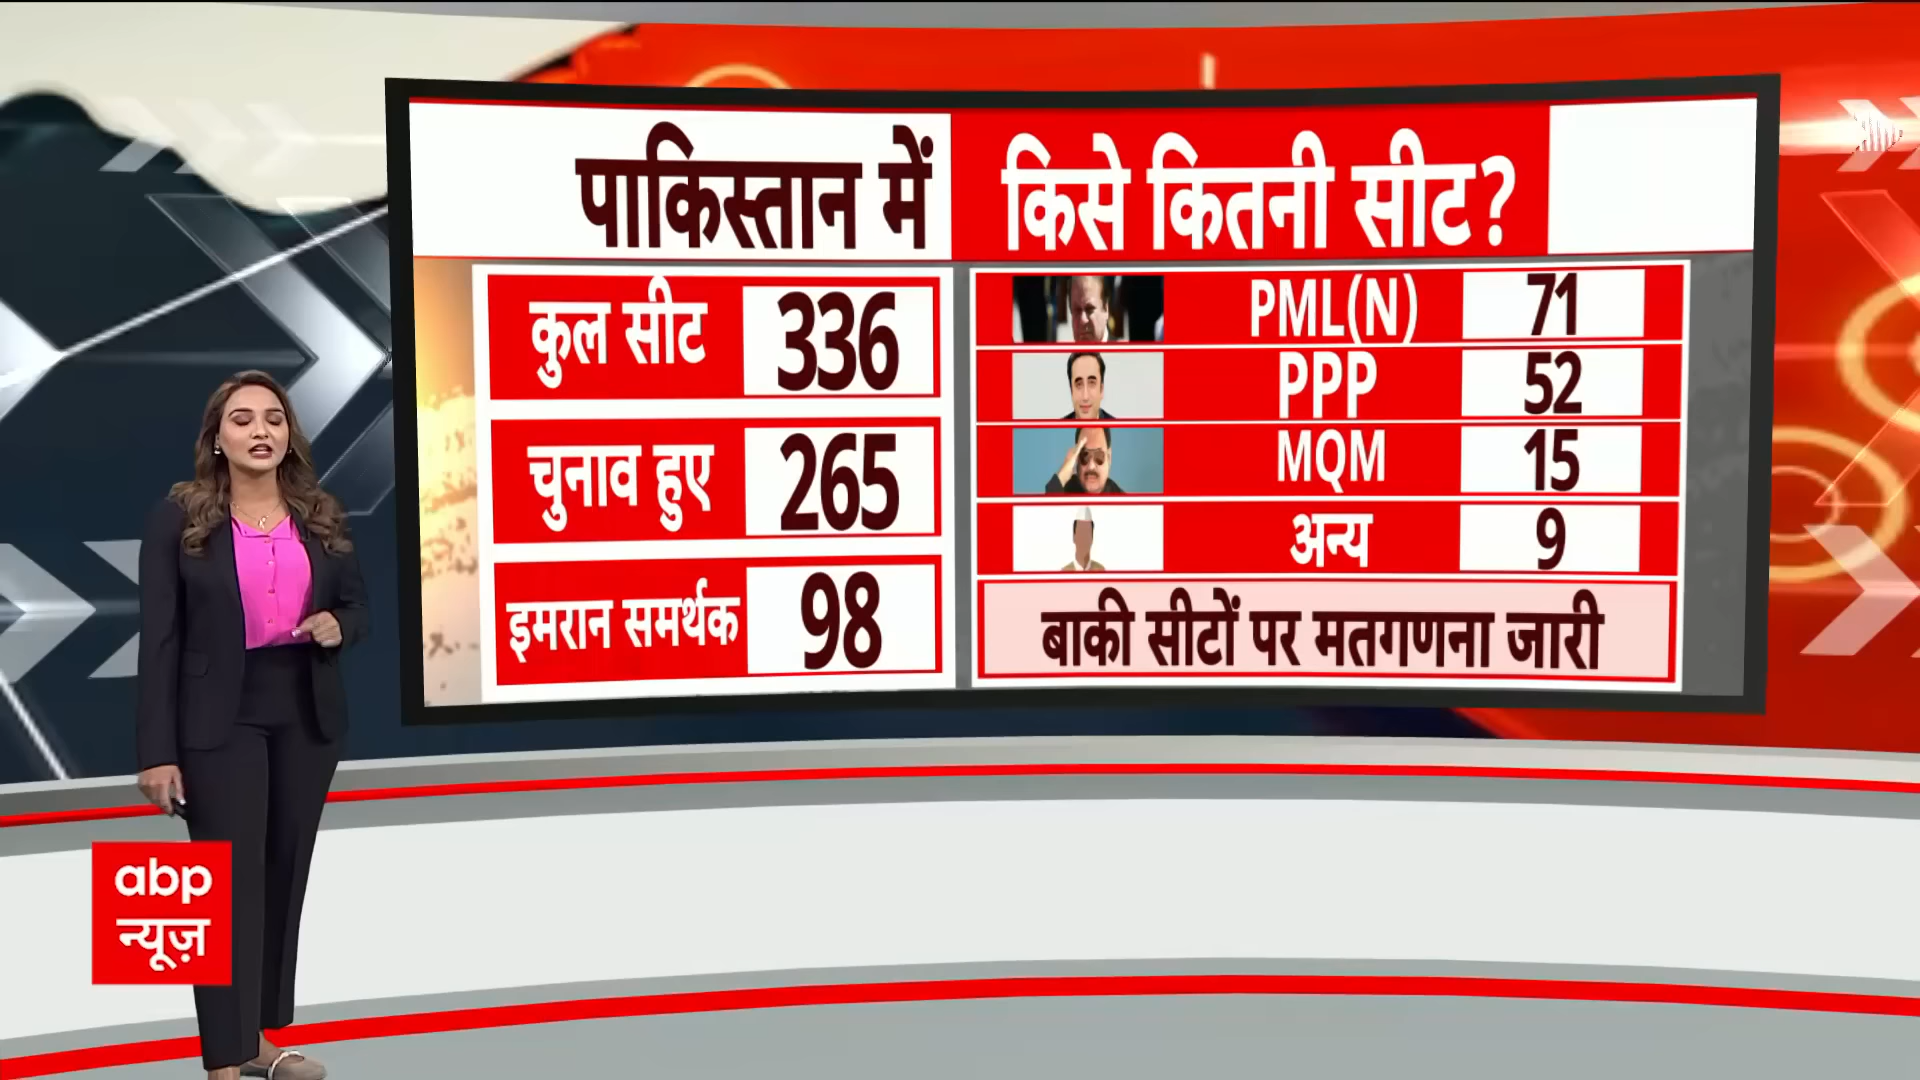 पाकिस्तान में किसे कितनी सीट?
कुल सीट 336
चुनाव हुए 265
इमरान समर्थक 98
PML(N) 71
PPP 52
MQM 15
अन्य 9
बाकी सीटों पर मतगणना जारी
abp
न्यूज़